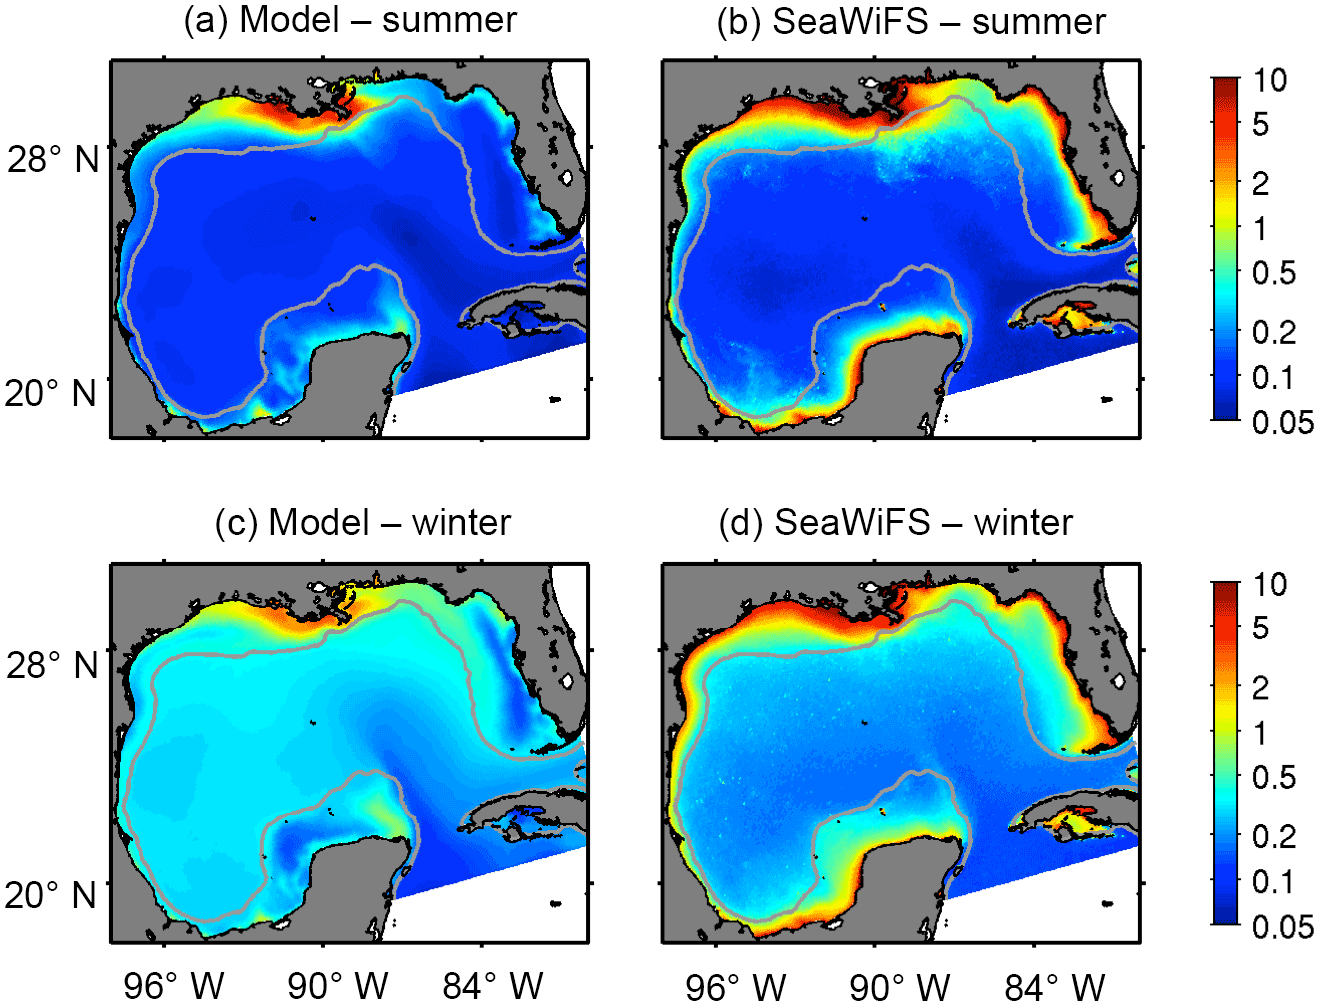 (a) Model – summer
(b) SeaWiFS – summer
28° N
20° N
10
5
2
1
0.5
0.2
0.1
0.05
(c) Model – winter
(d) SeaWiFS – winter
28° N
20° N
10
5
2
1
0.5
0.2
0.1
0.05
96° W 90° W 84° W
96° W 90° W 84° W